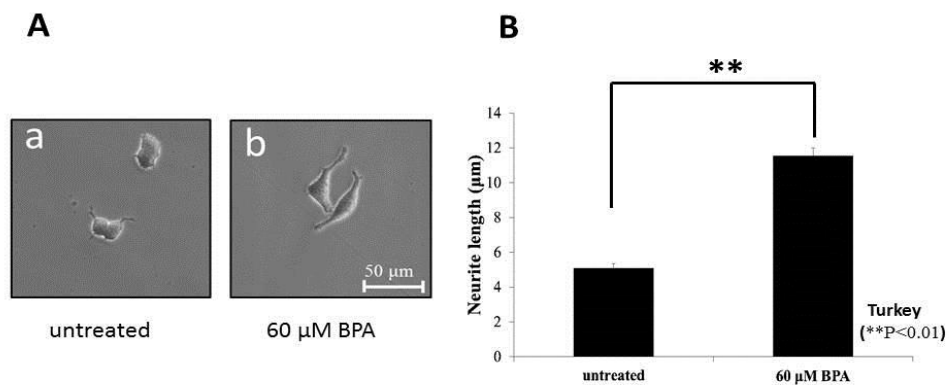 A
a
b
50 µm
untreated
60 µM BPA
B
**
Neurite length (µm)
14
12
10
8
6
4
2
0
untreated
60 µM BPA
Turkey
(**P<0.01)